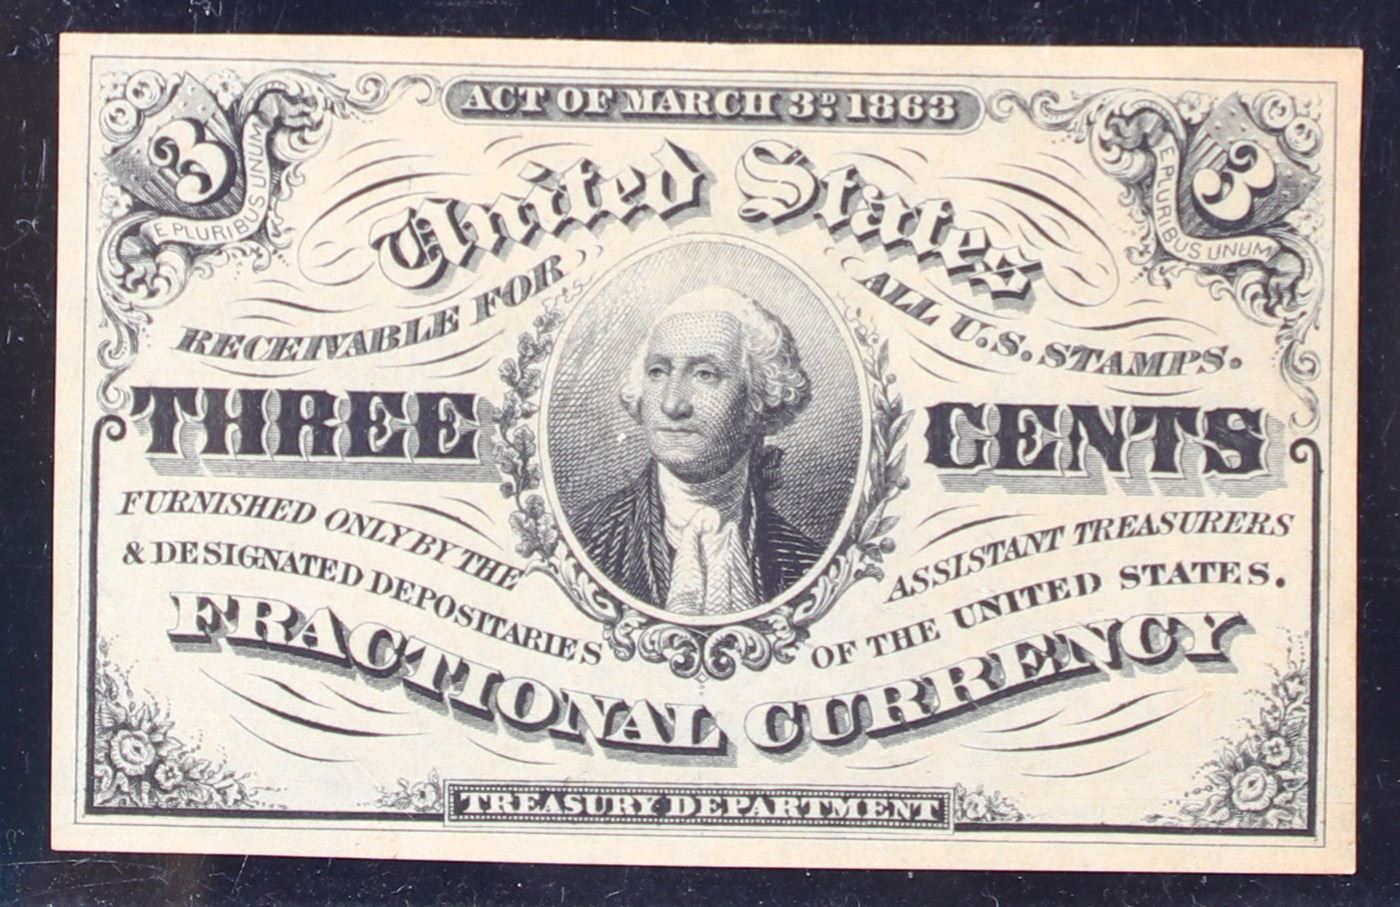 ACT OF MARCH 3D. 1863
3
E PLURIBUS UNUM
3
E PLURIBUS UNUM
United States
RECEIVABLE FOR ALL U.S. STAMPS.
THREE CENTS
FURNISHED ONLY BY THE ASSISTANT TREASURERS
& DESIGNATED DEPOSITARIES OF THE UNITED STATES.
FRACTIONAL CURRENCY
TREASURY DEPARTMENT